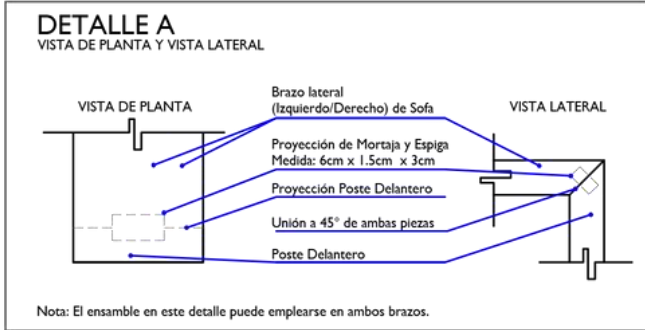 DETALLE A
VISTA DE PLANTA Y VISTA LATERAL
VISTA DE PLANTA
Brazo lateral
(Izquierdo/Derecho) de Sofa
VISTA LATERAL
Proyección de Mortaja y Espiga
Medida: 6cm x 1.5cm x 3cm
Proyección Poste Delantero
Unión a 45° de ambas piezas
Poste Delantero
Nota: El ensamble en este detalle puede emplearse en ambos brazos.